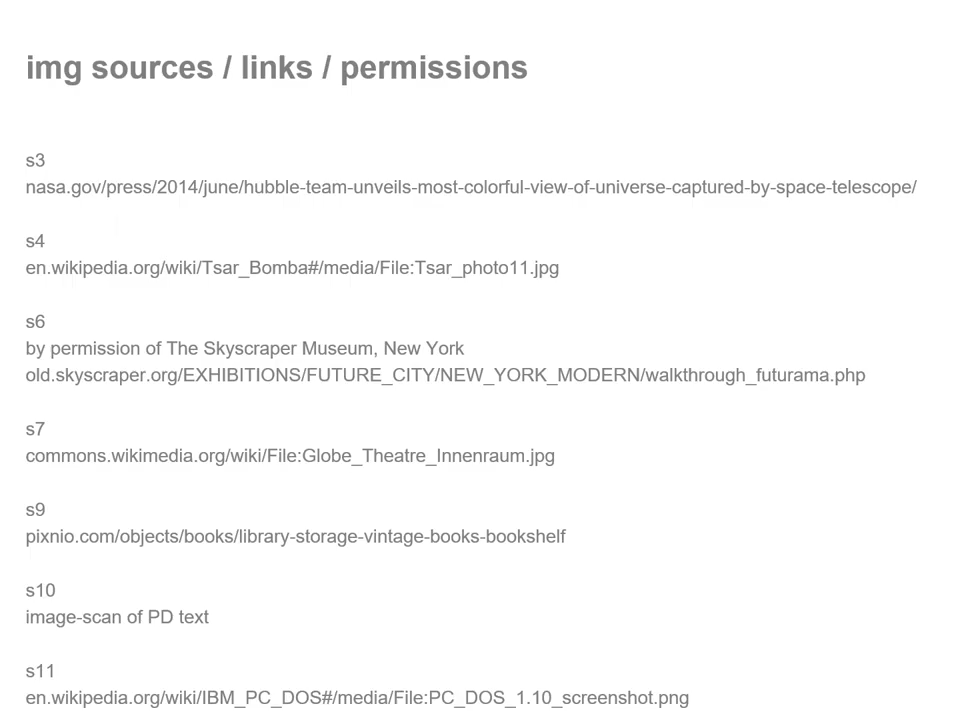 img sources / links / permissions
s3
nasa.gov/press/2014/june/hubble-team-unveils-most-colorful-view-of-universe-captured-by-space-telescope/
s4
en.wikipedia.org/wiki/Tsar_Bomba#/media/File:Tsar_photo11.jpg
s6
by permission of The Skyscraper Museum, New York
old.skyscraper.org/EXHIBITIONS/FUTURE_CITY/NEW_YORK_MODERN/walkthrough_futurama.php
s7
commons.wikimedia.org/wiki/File:Globe_Theatre_Innenraum.jpg
s9
pixnio.com/objects/books/library-storage-vintage-books-bookshelf
s10
image-scan of PD text
s11
en.wikipedia.org/wiki/IBM_PC_DOS#/media/File:PC_DOS_1.10_screenshot.png